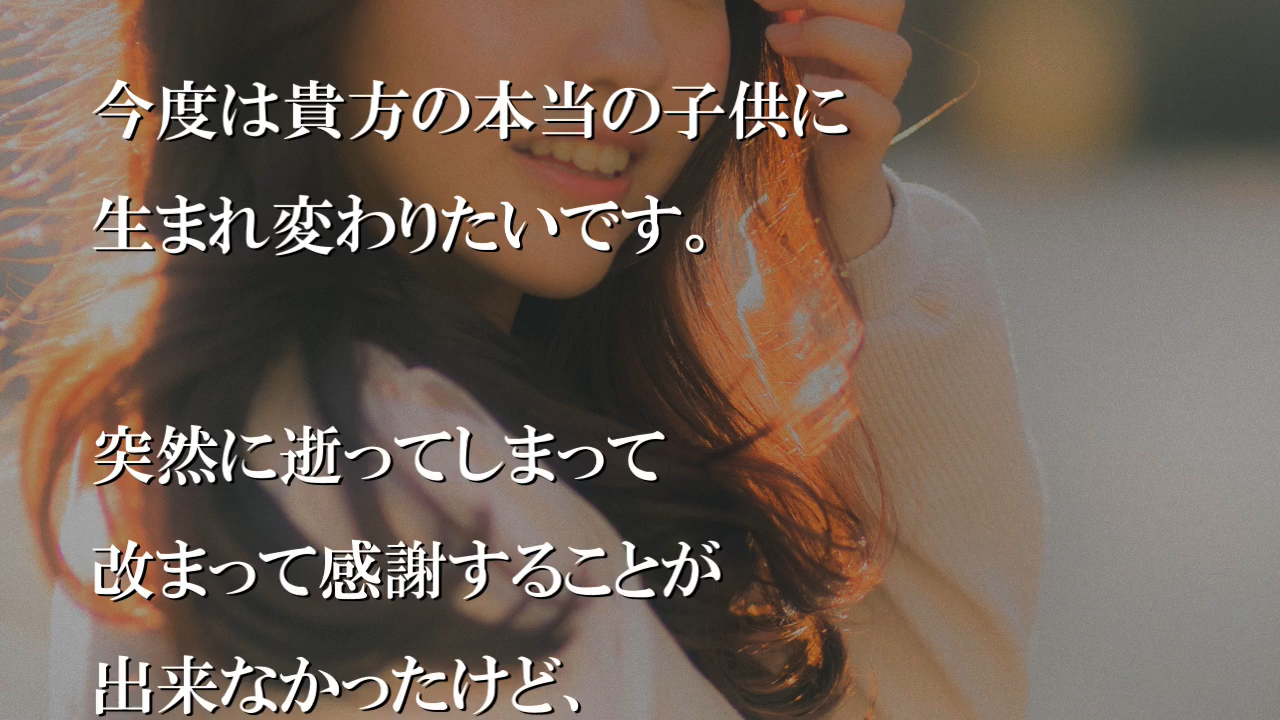 今度は貴方の本当の子供に
生まれ変わりたいです。
突然に逝ってしまって
改まって感謝することが
出来なかったけど、